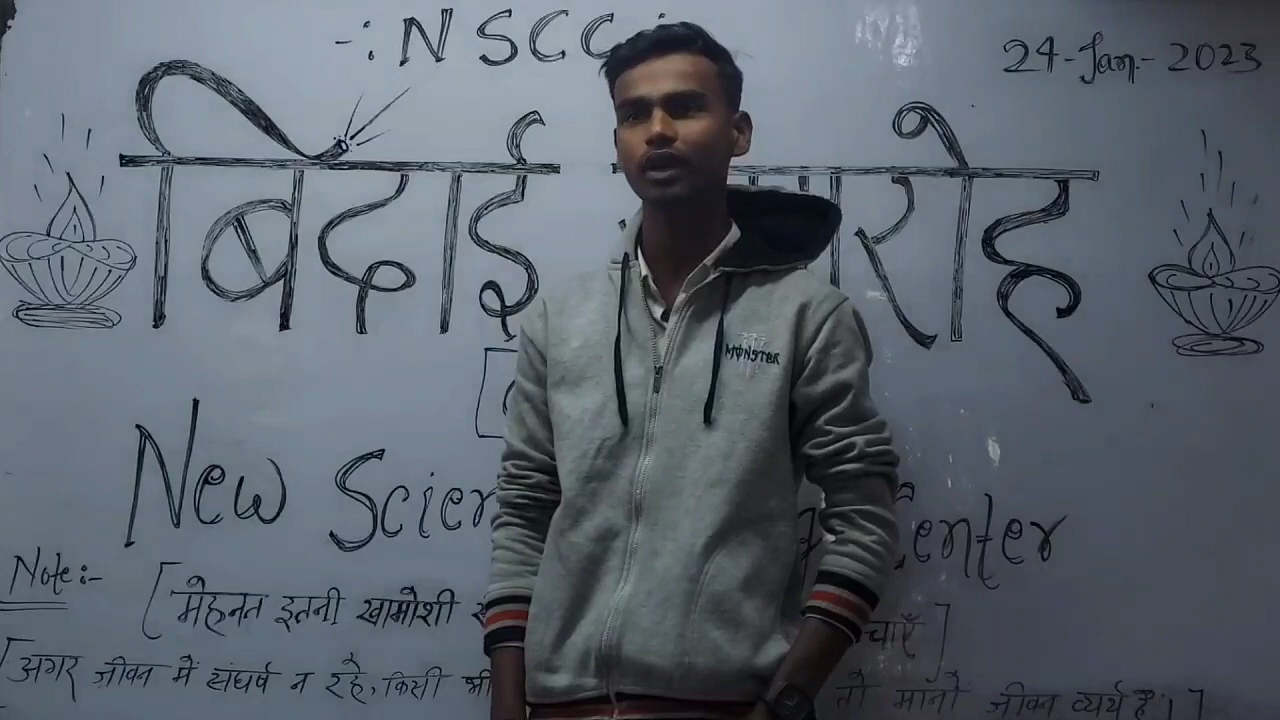 -: NSCC :
24-Jan.-2023
बिदाई ारोह
MONSTER
New Scien Center
Note:-
[मेहनत इतनी खामोशी स चाएँ]
[अगर जीवन में संघर्ष न रहे, किसी भी तो मानो जीवन व्यर्थ है।]